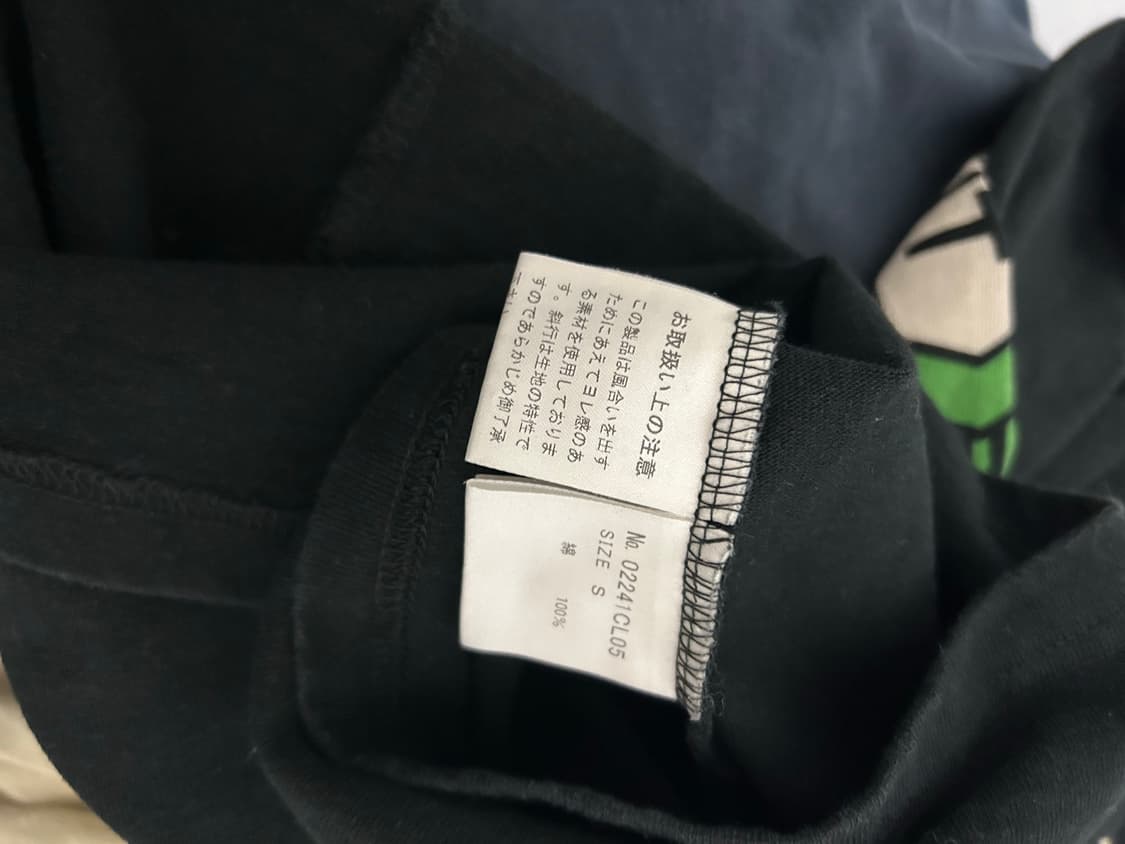 お取扱い上の注意
この製品は風合いを出す
ためにあえてヨレ感のあ
る素材を使用しておりま
す。斜行は生地の特性で
すのであらかじめ御了承
No. 02241CL05
SIZE S
綿 100%